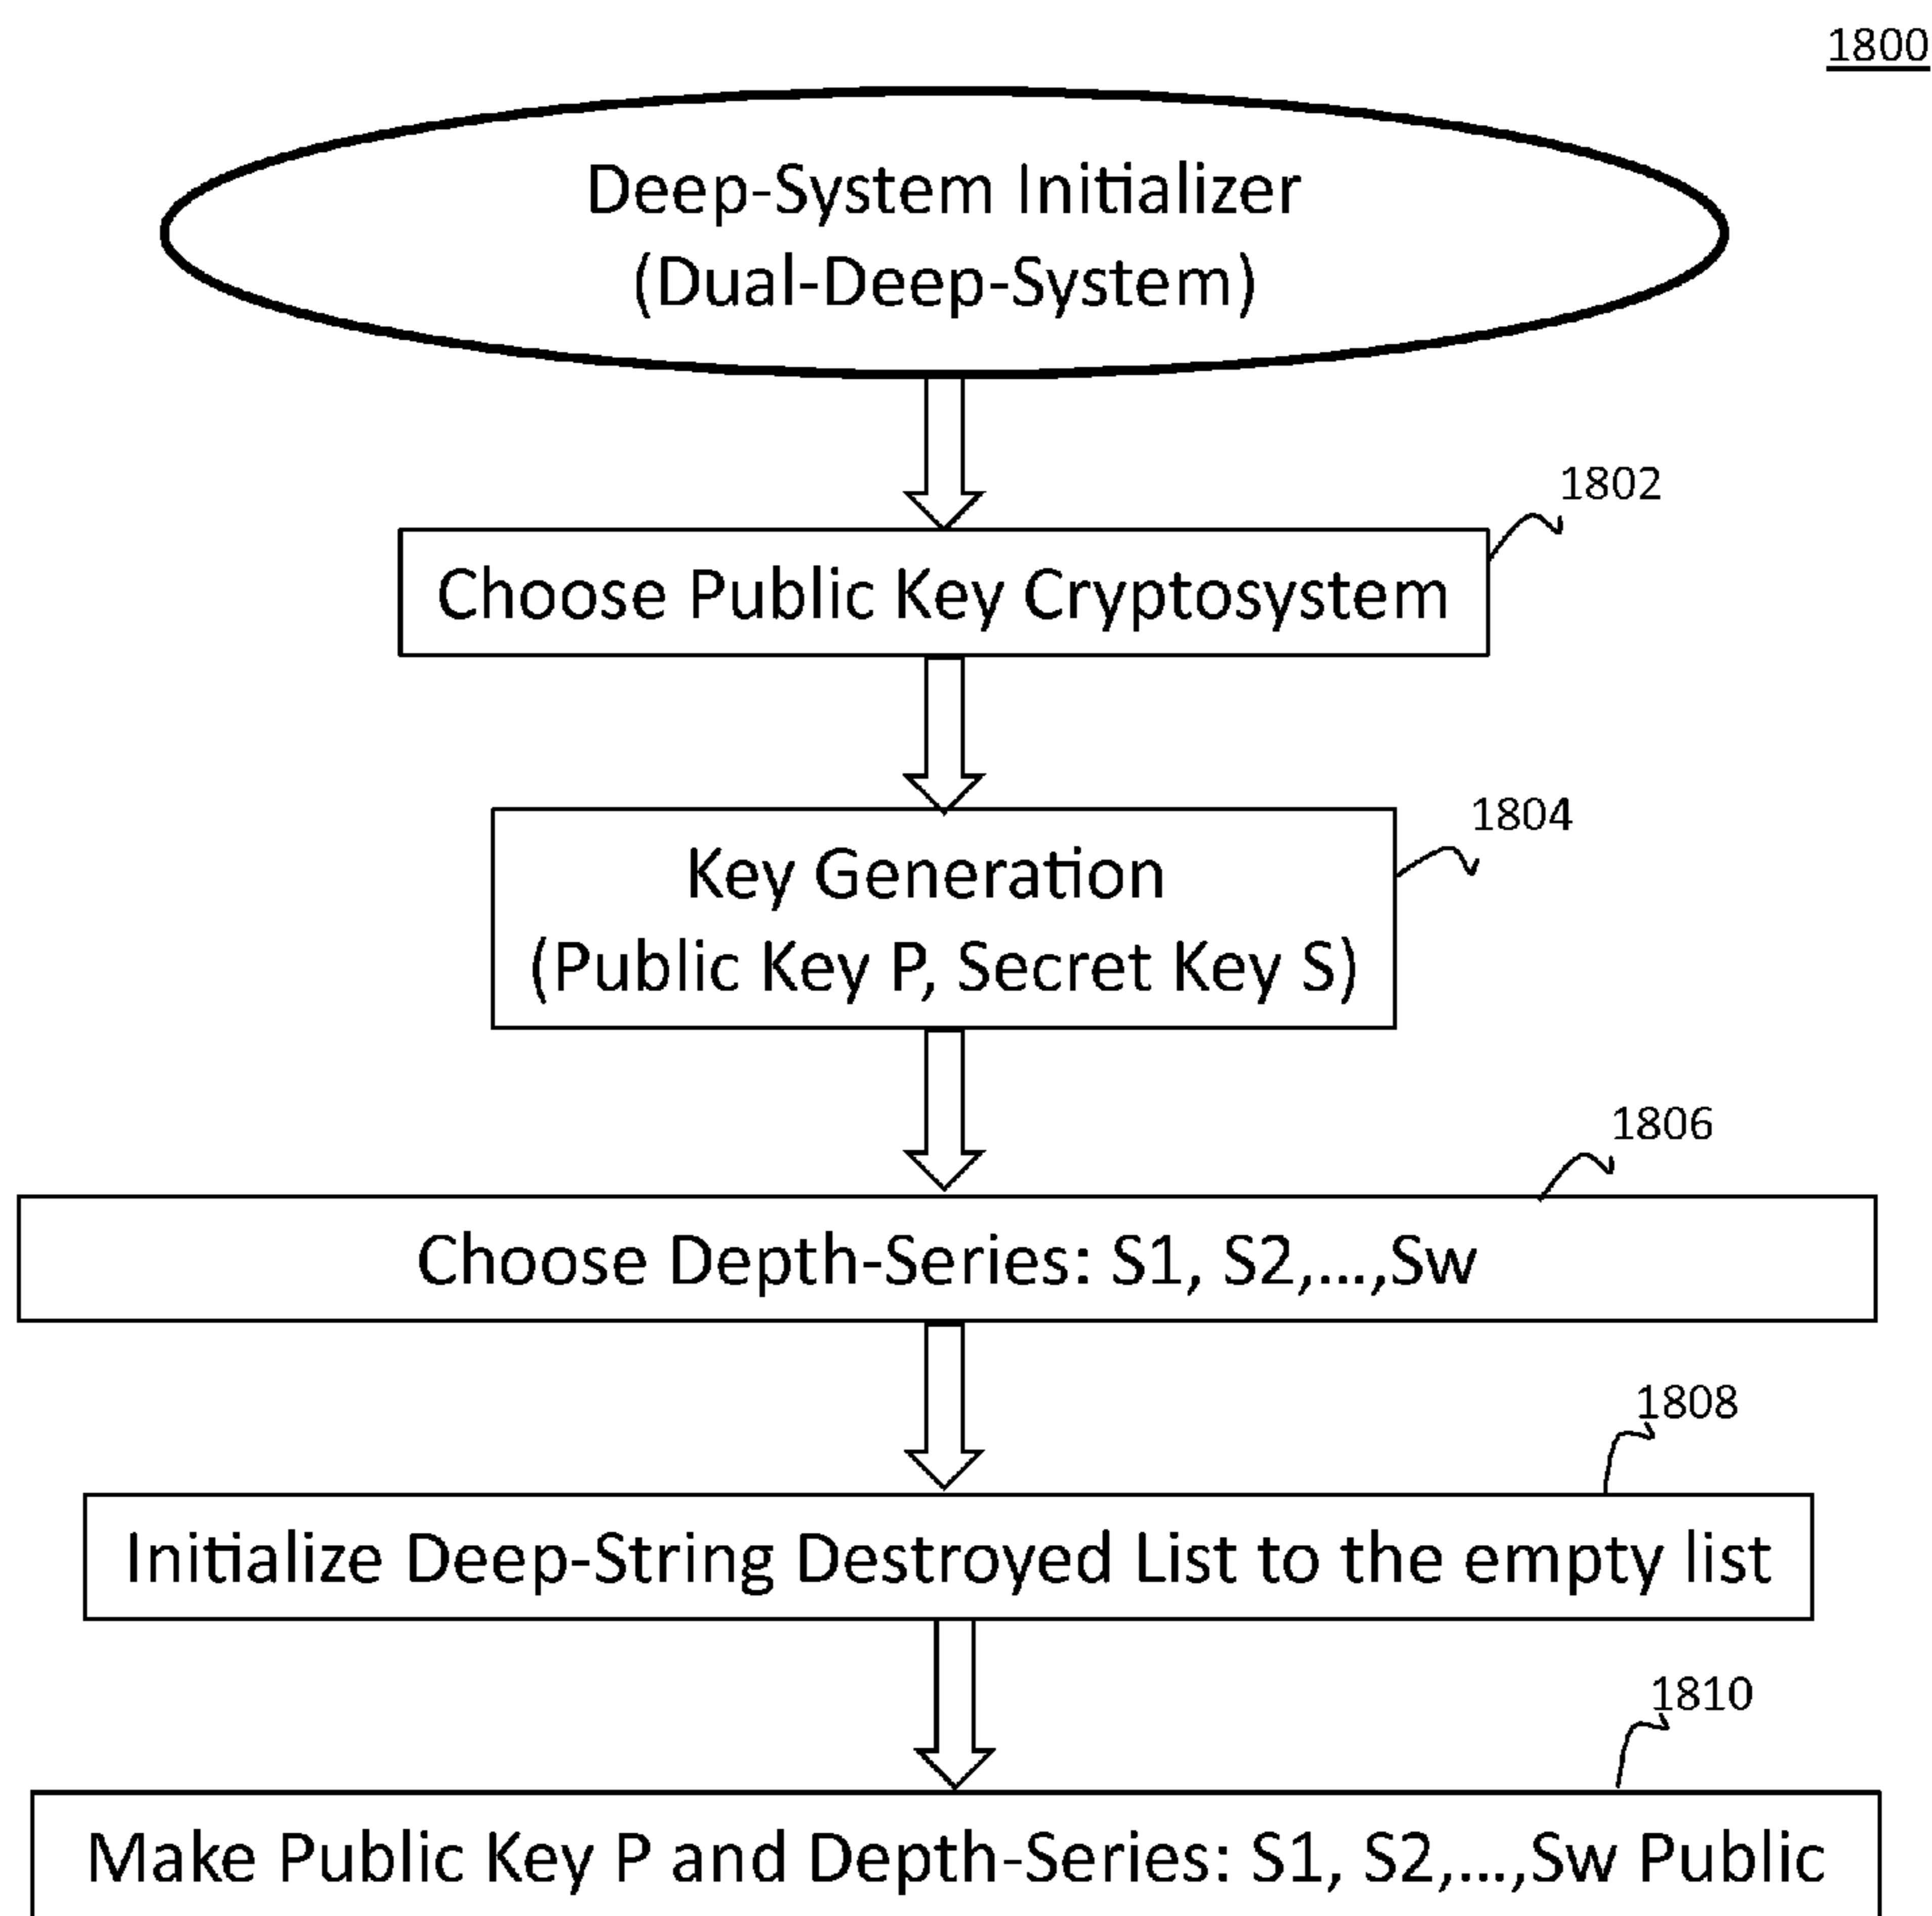 1800
Deep-System Initializer
(Dual-Deep-System)
1802
Choose Public Key Cryptosystem
1804
Key Generation
(Public Key P, Secret Key S)
1806
Choose Depth-Series: S1, S2,...,Sw
1808
Initialize Deep-String Destroyed List to the empty list
1810
Make Public Key P and Depth-Series: S1, S2,...,Sw Public